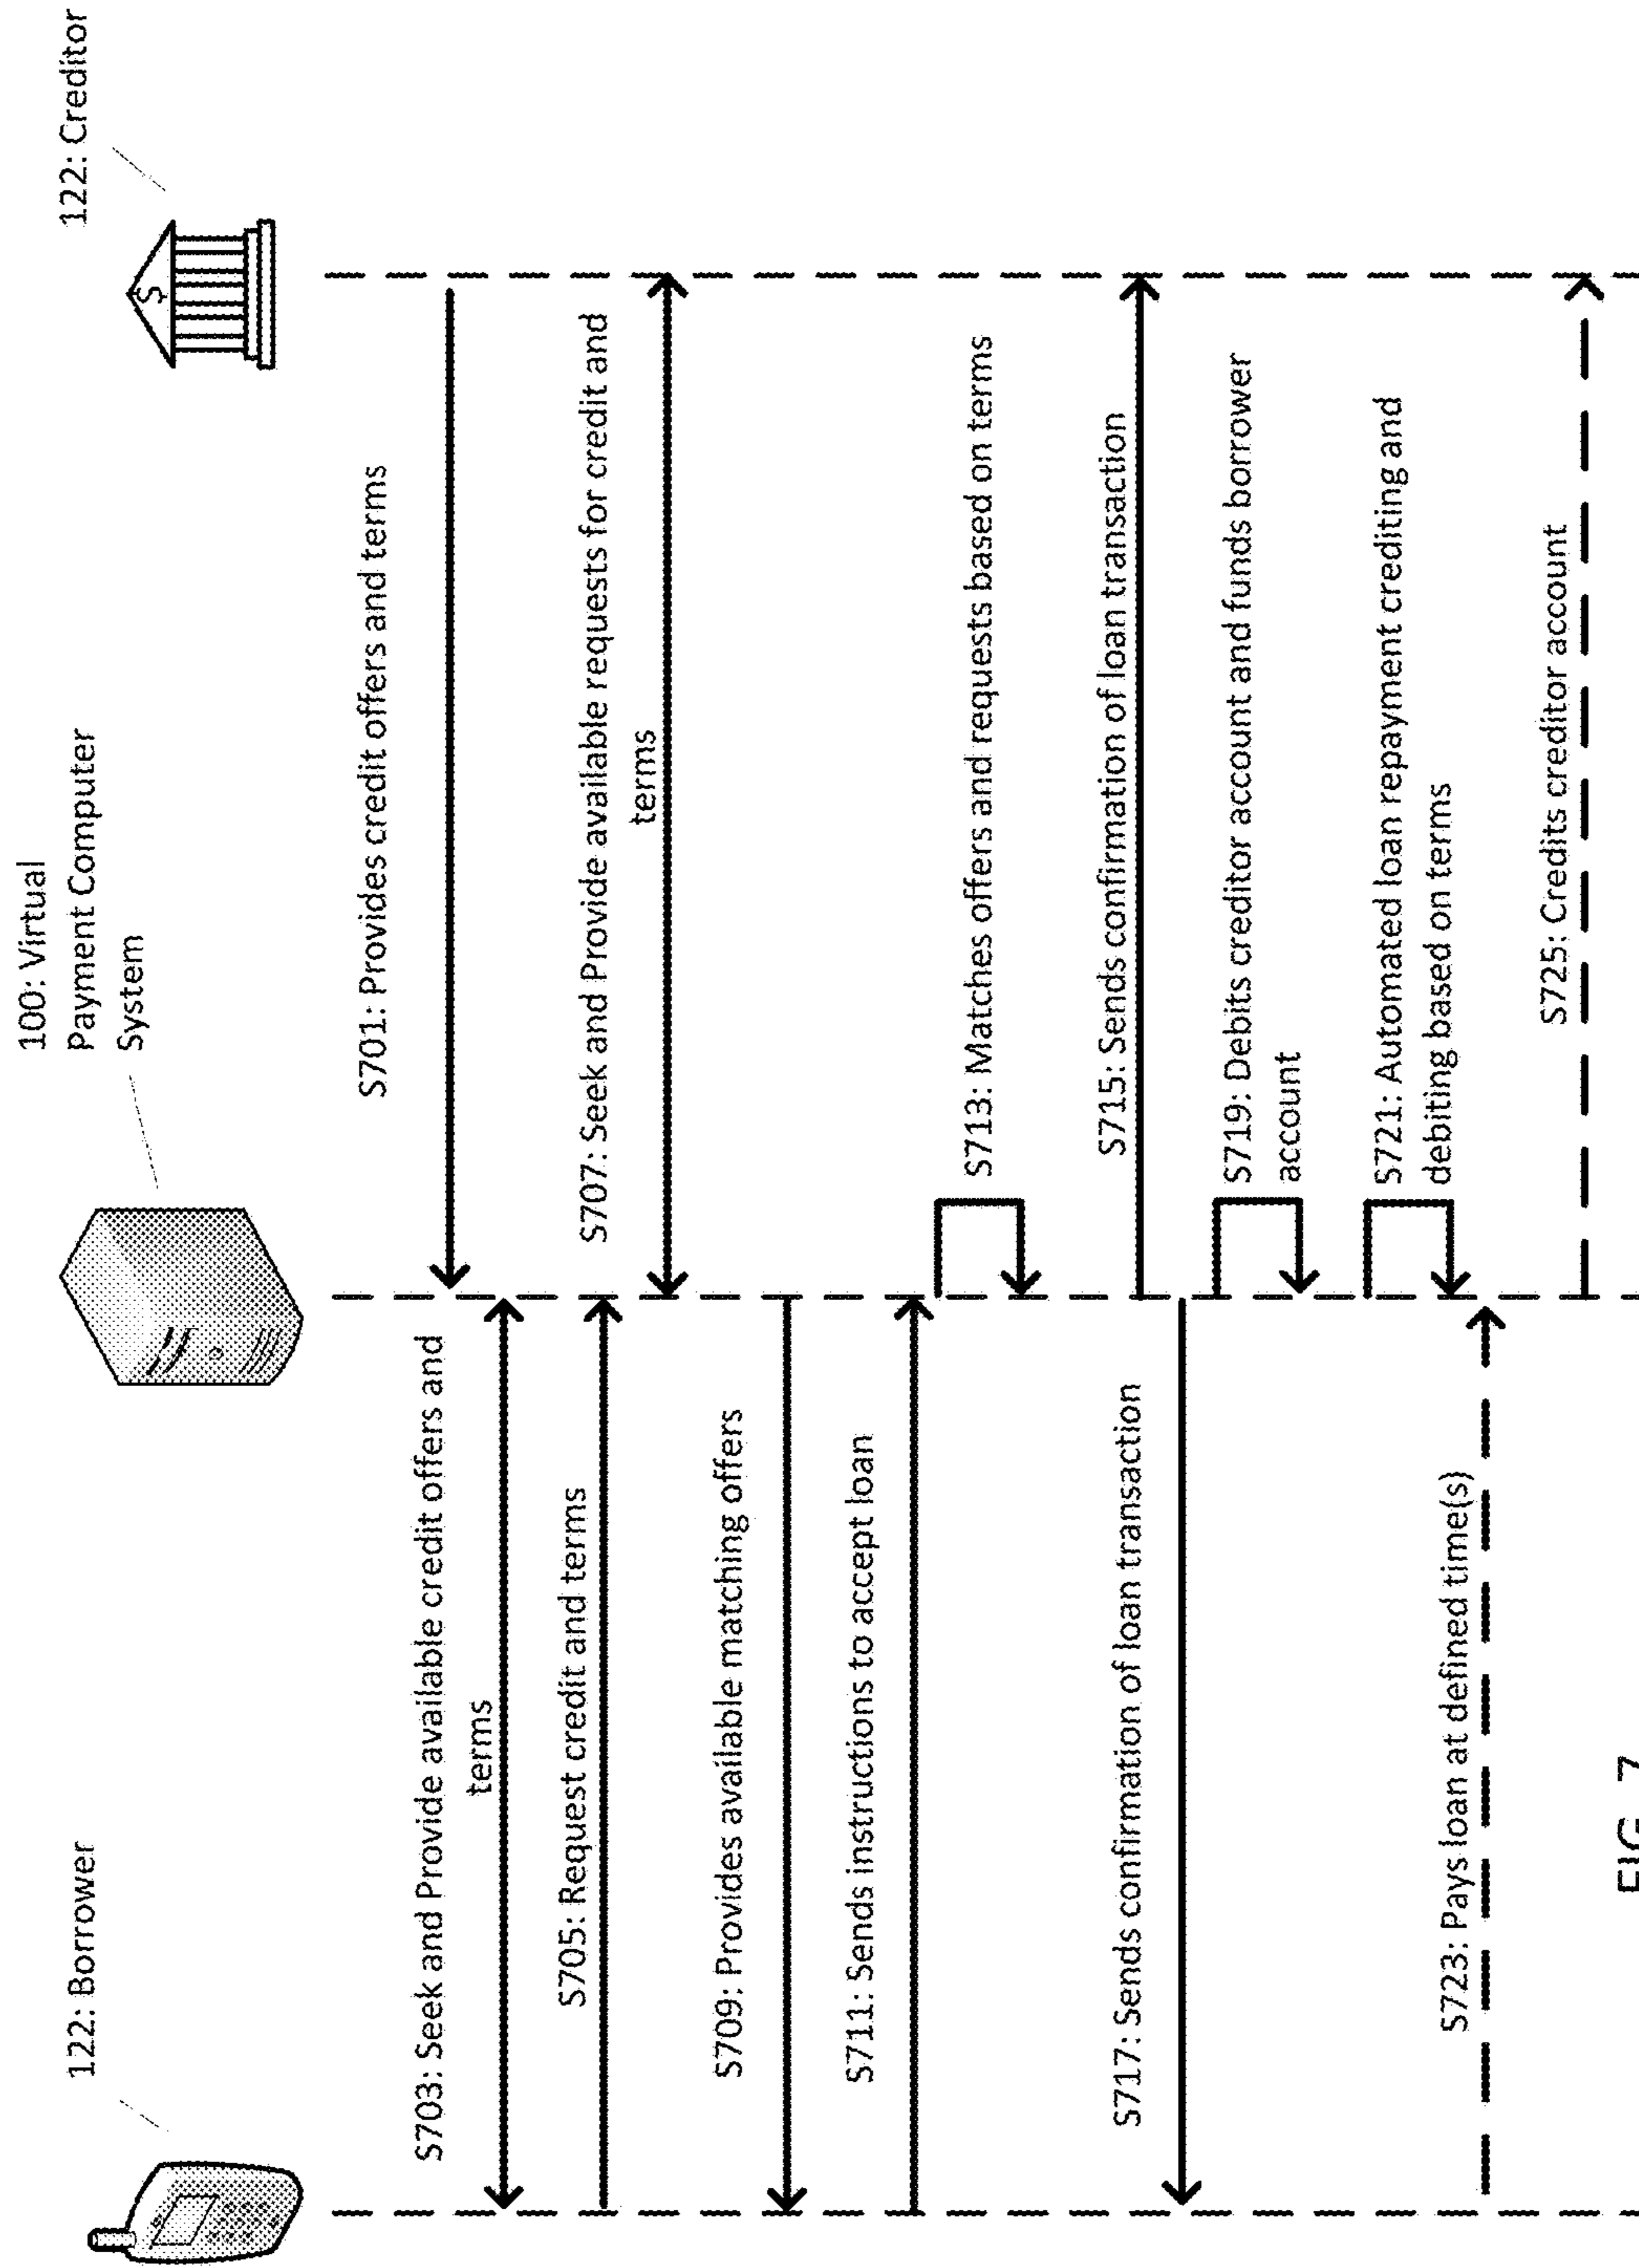 122: Borrower
100: Virtual
Payment Computer
System
122: Creditor
S701: Provides credit offers and terms
S703: Seek and Provide available credit offers and
terms
S705: Request credit and terms
S707: Seek and Provide available requests for credit and
terms
S709: Provides available matching offers
S711: Sends instructions to accept loan
S713: Matches offers and requests based on terms
S715: Sends confirmation of loan transaction
S717: Sends confirmation of loan transaction
S719: Debits creditor account and funds borrower
account
S721: Automated loan repayment crediting and
debiting based on terms
S723: Pays loan at defined time(s)
S725: Credits creditor account
FIG. 7
$